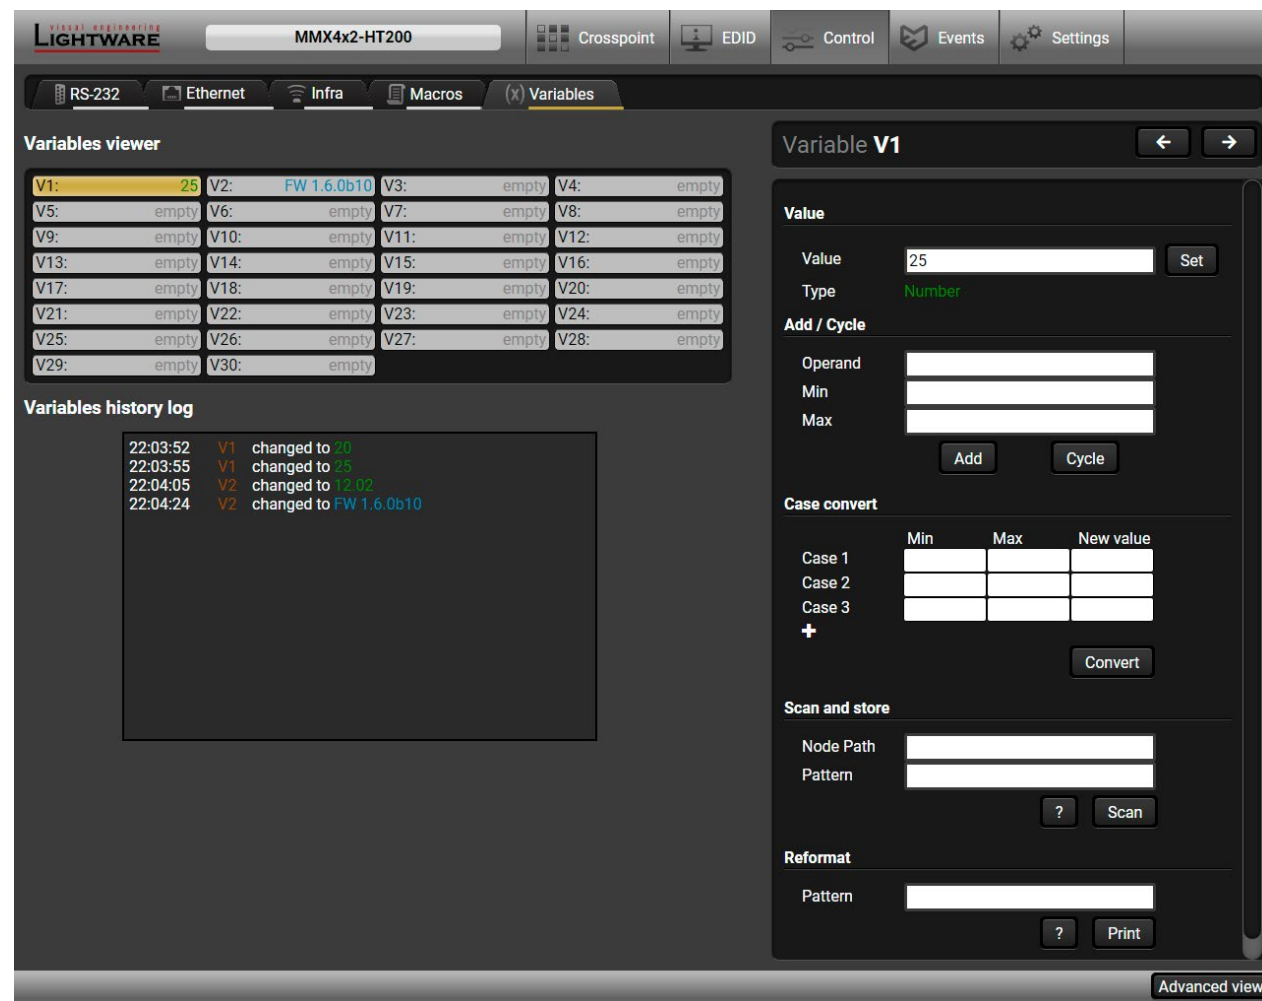 visual engineering
LIGHTWARE
MMX4x2-HT200
Crosspoint
EDID
Control
Events
Settings
RS-232
Ethernet
Infra
Macros
(x) Variables
Variables viewer
V1: 25 V2: FW 1.6.0b10 V3: empty V4: empty
V5: empty V6: empty V7: empty V8: empty
V9: empty V10: empty V11: empty V12: empty
V13: empty V14: empty V15: empty V16: empty
V17: empty V18: empty V19: empty V20: empty
V21: empty V22: empty V23: empty V24: empty
V25: empty V26: empty V27: empty V28: empty
V29: empty V30: empty
Variables history log
22:03:52 V1 changed to 20
22:03:55 V1 changed to 25
22:04:05 V2 changed to 12.02
22:04:24 V2 changed to FW 1.6.0b10
Variable V1
Value
Value 25 Set
Type Number
Add / Cycle
Operand
Min
Max
Add Cycle
Case convert
Min Max New value
Case 1
Case 2
Case 3
Convert
Scan and store
Node Path
Pattern
? Scan
Reformat
Pattern
? Print
Advanced view